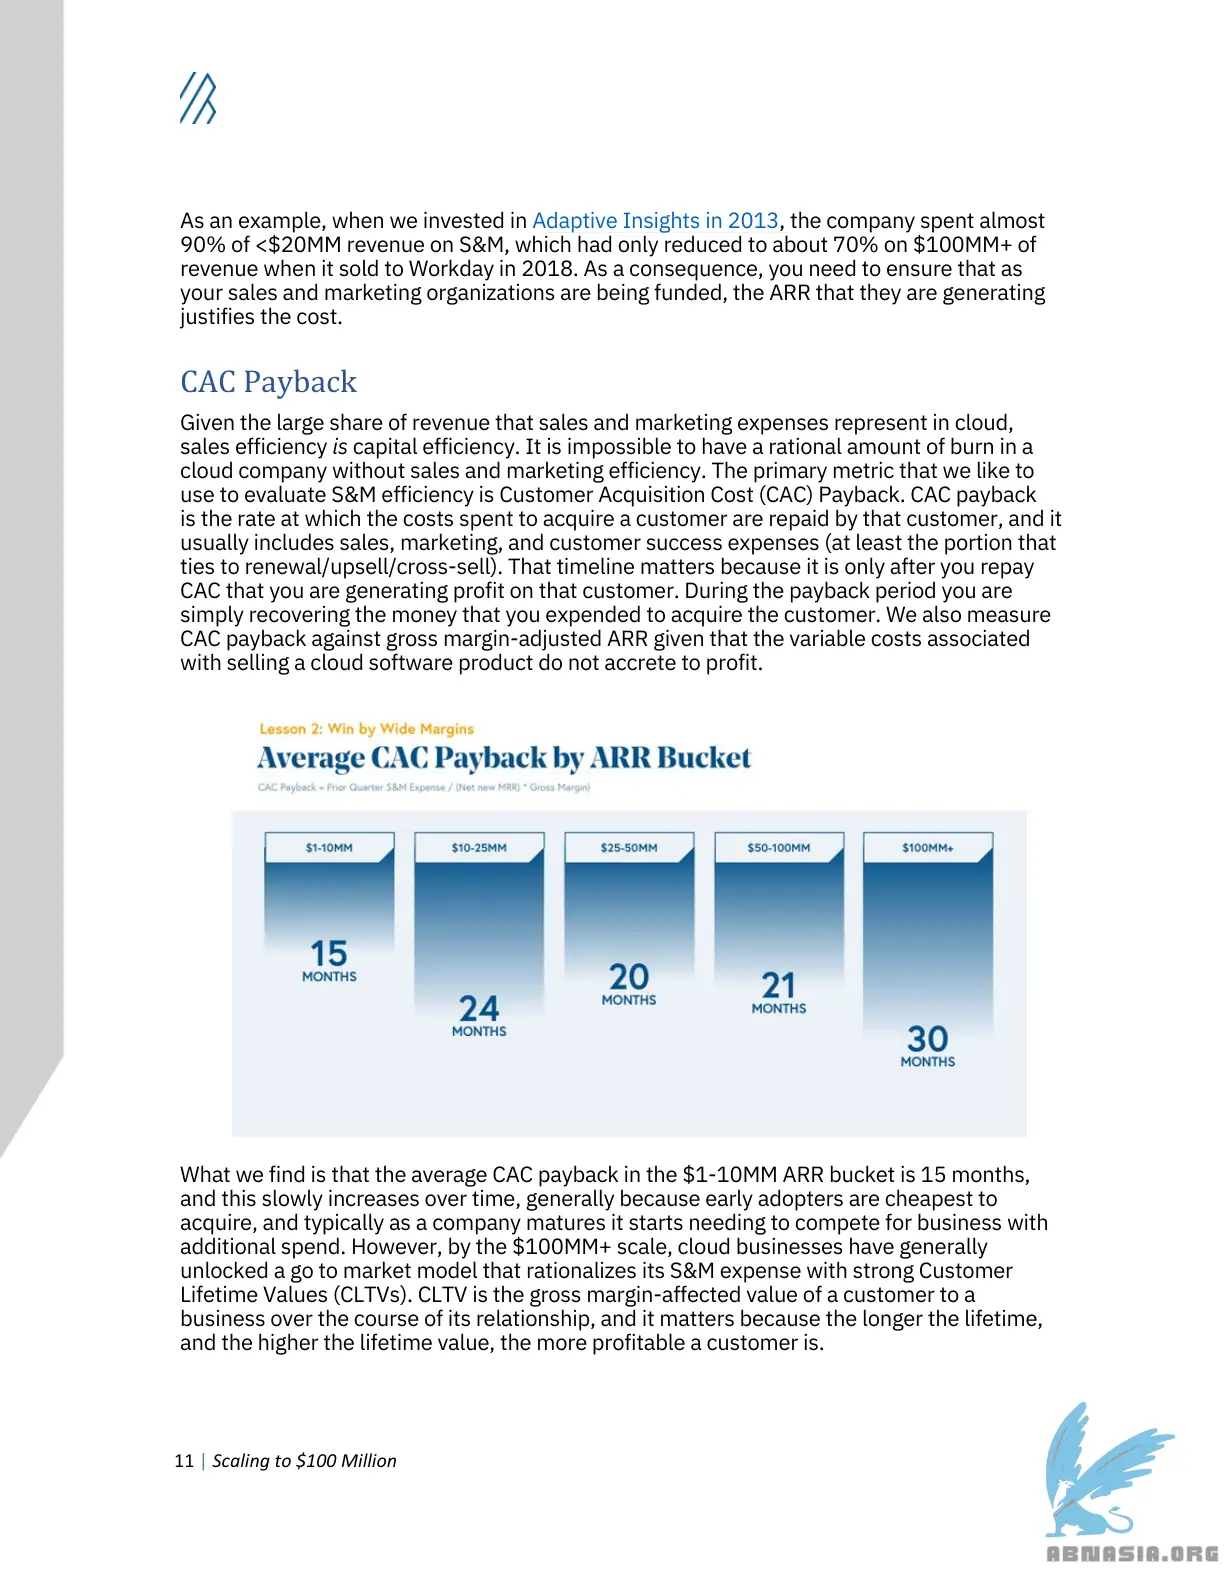 As an example, when we invested in Adaptive Insights in 2013, the company spent almost
90% of <$20MM revenue on S&M, which had only reduced to about 70% on $100MM+ of
revenue when it sold to Workday in 2018. As a consequence, you need to ensure that as
your sales and marketing organizations are being funded, the ARR that they are generating
justifies the cost.
CAC Payback
Given the large share of revenue that sales and marketing expenses represent in cloud,
sales efficiency is capital efficiency. It is impossible to have a rational amount of burn in a
cloud company without sales and marketing efficiency. The primary metric that we like to
use to evaluate S&M efficiency is Customer Acquisition Cost (CAC) Payback. CAC payback
is the rate at which the costs spent to acquire a customer are repaid by that customer, and it
usually includes sales, marketing, and customer success expenses (at least the portion that
ties to renewal/upsell/cross-sell). That timeline matters because it is only after you repay
CAC that you are generating profit on that customer. During the payback period you are
simply recovering the money that you expended to acquire the customer. We also measure
CAC payback against gross margin-adjusted ARR given that the variable costs associated
with selling a cloud software product do not accrete to profit.
Lesson 2: Win by Wide Margins
Average CAC Payback by ARR Bucket
CAC Payback = Prior Quarter S&M Expense / (Net new MRR) * Gross Margin)
$1-10MM
$10-25MM
$25-50MM
$50-100MM
$100MM+
15
MONTHS
24
MONTHS
20
MONTHS
21
MONTHS
30
MONTHS
What we find is that the average CAC payback in the $1-10MM ARR bucket is 15 months,
and this slowly increases over time, generally because early adopters are cheapest to
acquire, and typically as a company matures it starts needing to compete for business with
additional spend. However, by the $100MM+ scale, cloud businesses have generally
unlocked a go to market model that rationalizes its S&M expense with strong Customer
Lifetime Values (CLTVs). CLTV is the gross margin-affected value of a customer to a
business over the course of its relationship, and it matters because the longer the lifetime,
and the higher the lifetime value, the more profitable a customer is.
11 | Scaling to $100 Million
ABNASIA.ORG